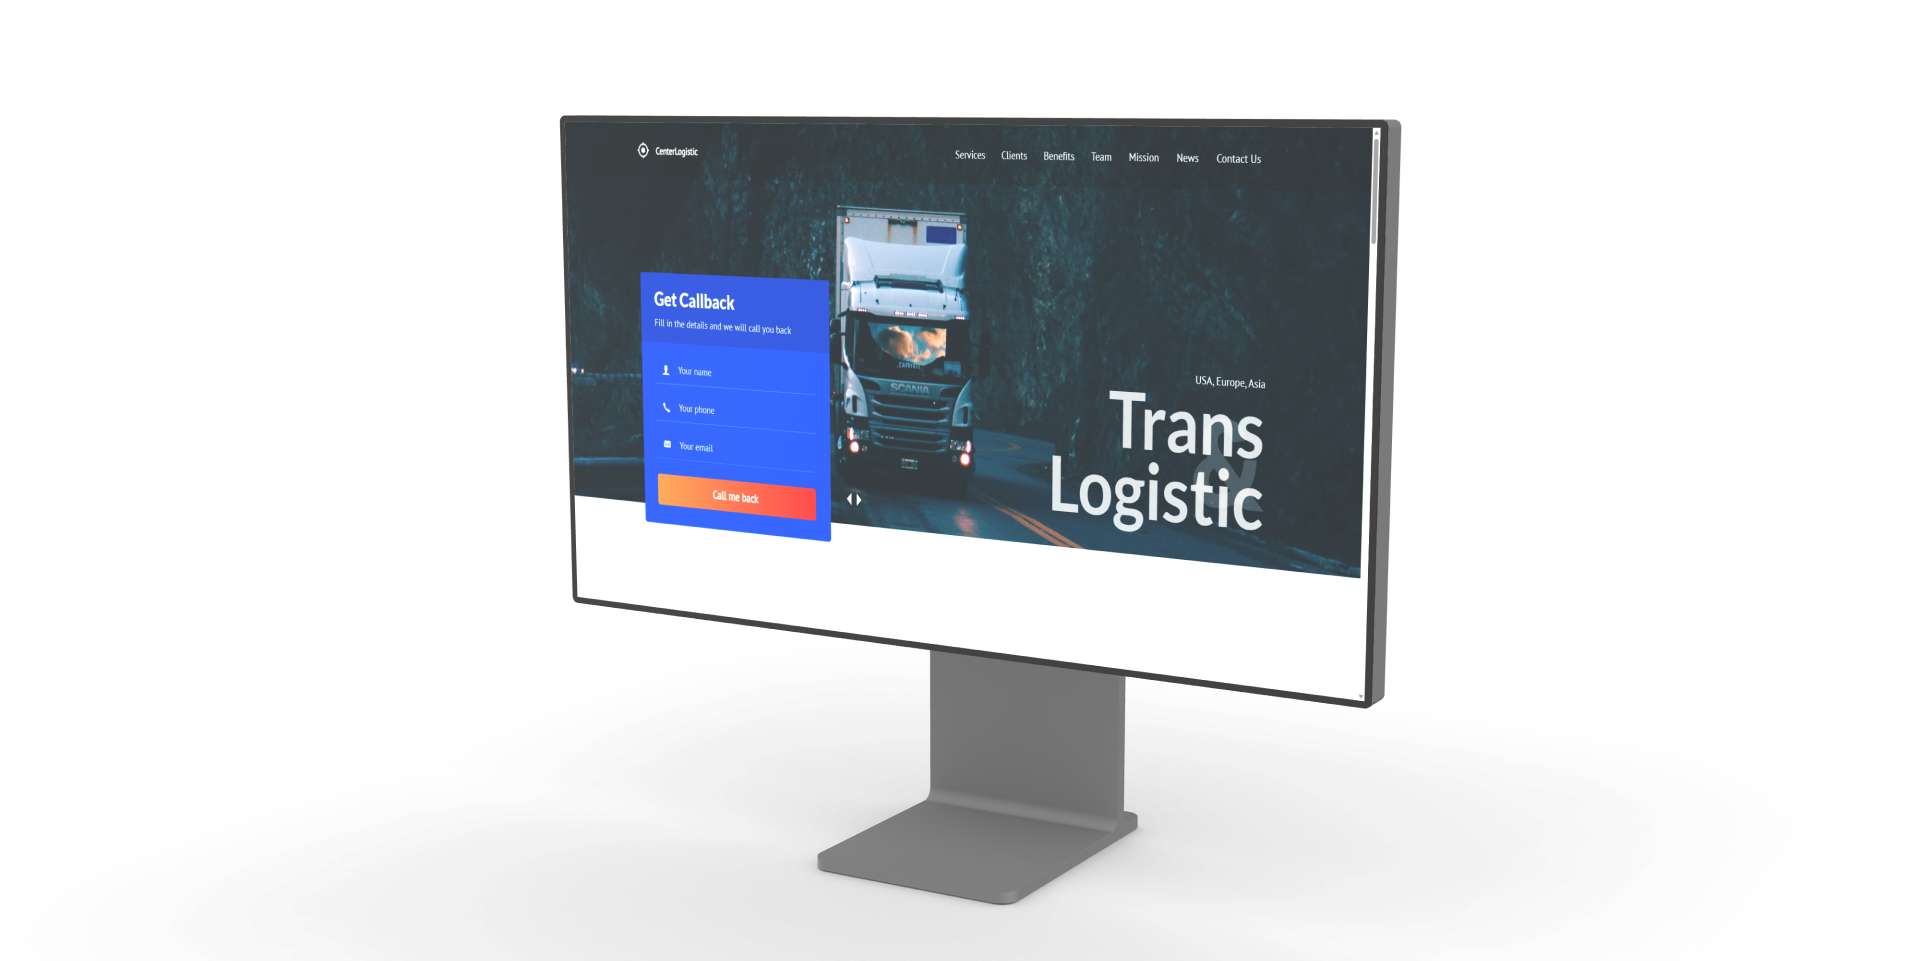 CenterLogistic
Services Clients Benefits Team Mission News Contact Us
Get Callback
Fill in the details and we will call you back
Your name
Your phone
Your email
Call me back
SCANIA
USA, Europe, Asia
&
Trans
Logistic